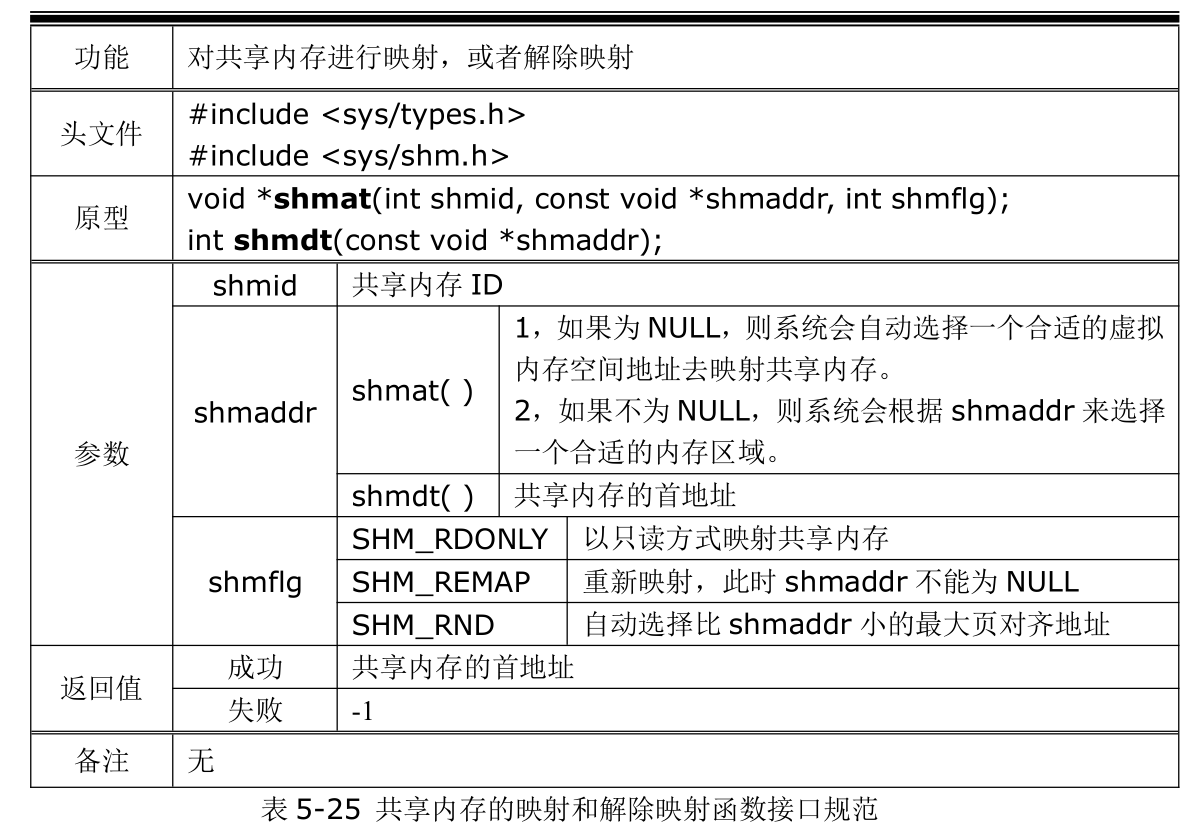 功能
对共享内存进行映射，或者解除映射
头文件
#include <sys/types.h>
#include <sys/shm.h>
原型
void *shmat(int shmid, const void *shmaddr, int shmflg);
int shmdt(const void *shmaddr);
参数
shmid
共享内存 ID
shmaddr
shmat( )
1，如果为 NULL，则系统会自动选择一个合适的虚拟
内存空间地址去映射共享内存。
2，如果不为 NULL，则系统会根据 shmaddr 来选择
一个合适的内存区域。
shmdt( )
共享内存的首地址
shmflg
SHM_RDONLY
以只读方式映射共享内存
SHM_REMAP
重新映射，此时 shmaddr 不能为 NULL
SHM_RND
自动选择比 shmaddr 小的最大页对齐地址
返回值
成功
共享内存的首地址
失败
-1
备注
无
表 5-25 共享内存的映射和解除映射函数接口规范